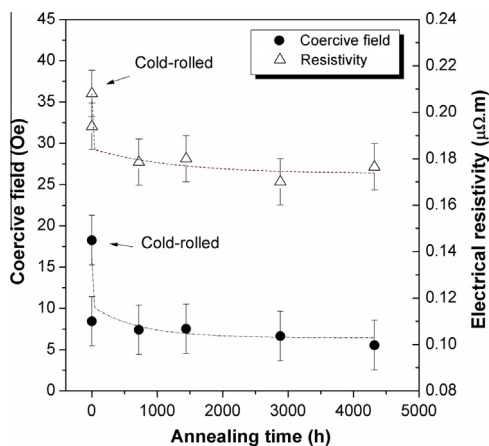 Coercive field
Resistivity
Cold-rolled
Cold-rolled
Coercive field (Oe)
45
40
35
30
25
20
15
10
5
0
Electrical resistivity (μΩ.m)
0.24
0.22
0.20
0.18
0.16
0.14
0.12
0.10
0.08
0 1000 2000 3000 4000 5000
Annealing time (h)